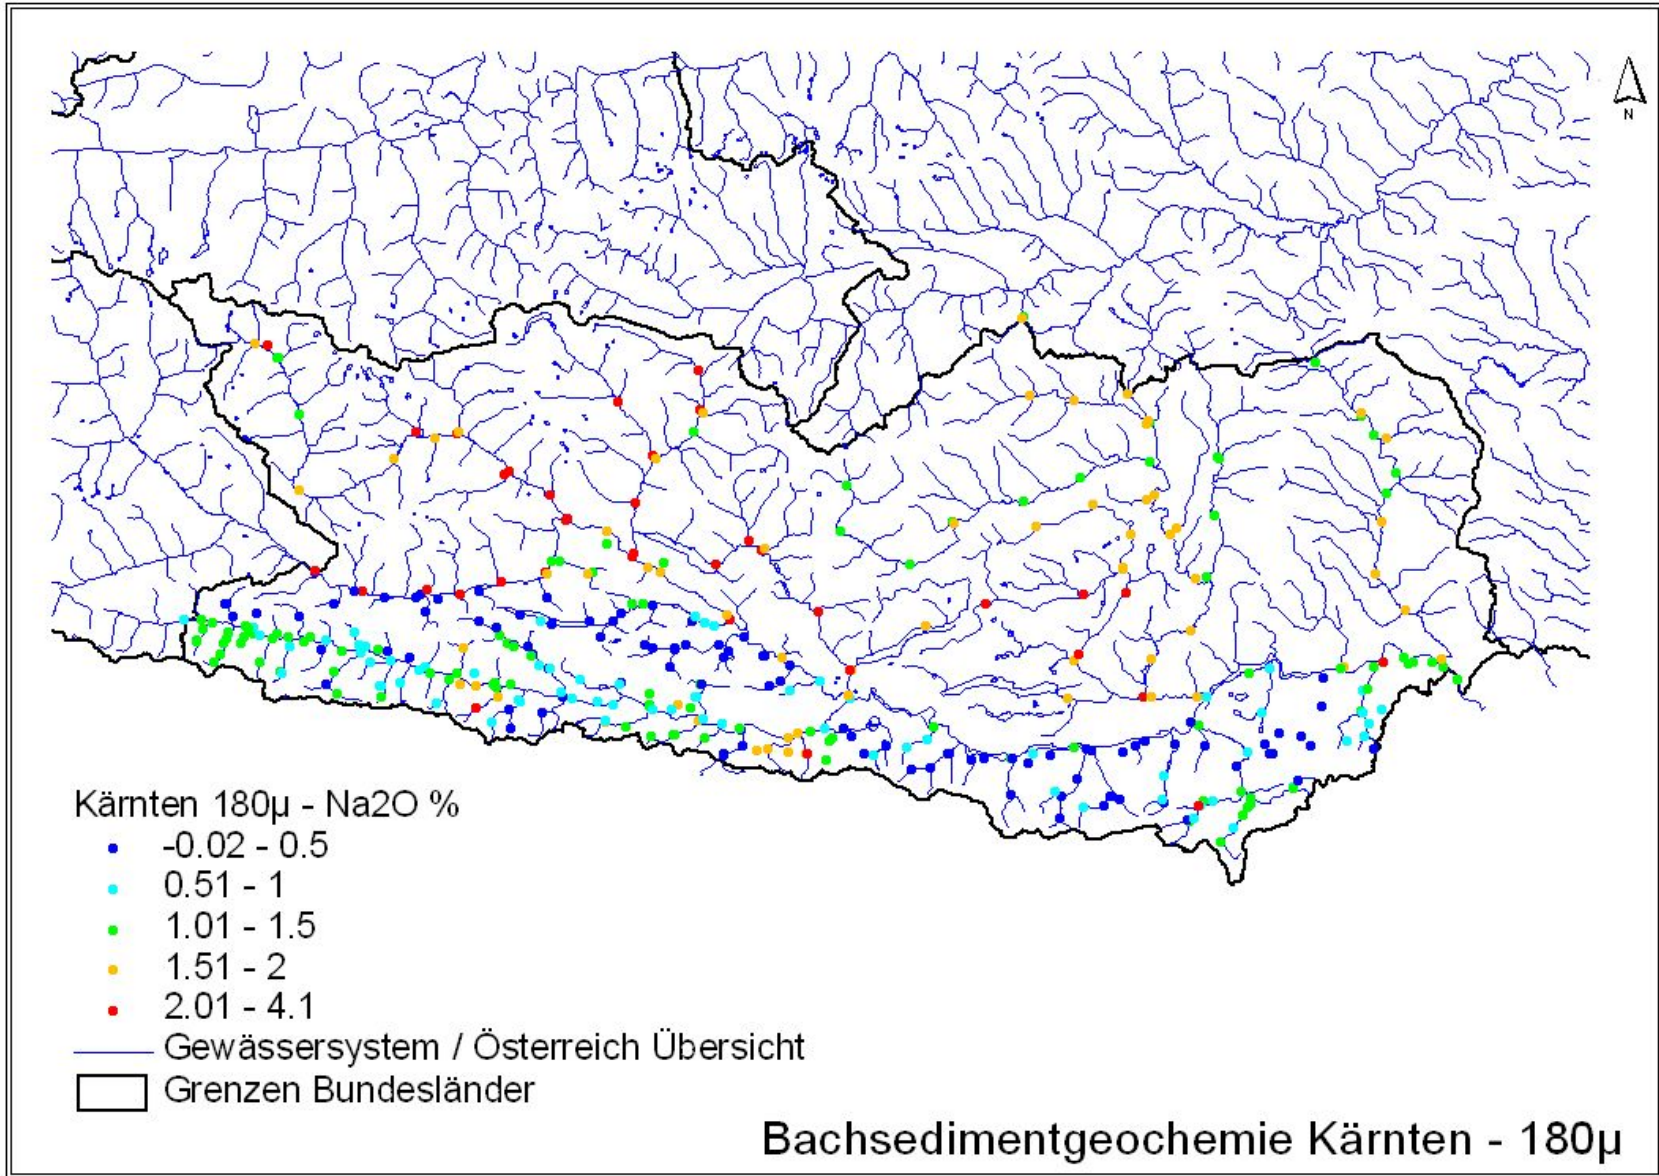 N
Kärnten 180µ - Na2O %
-0.02 - 0.5
0.51 - 1
1.01 - 1.5
1.51 - 2
2.01 - 4.1
Gewässersystem / Österreich Übersicht
Grenzen Bundesländer
Bachsedimentgeochemie Kärnten - 180µ